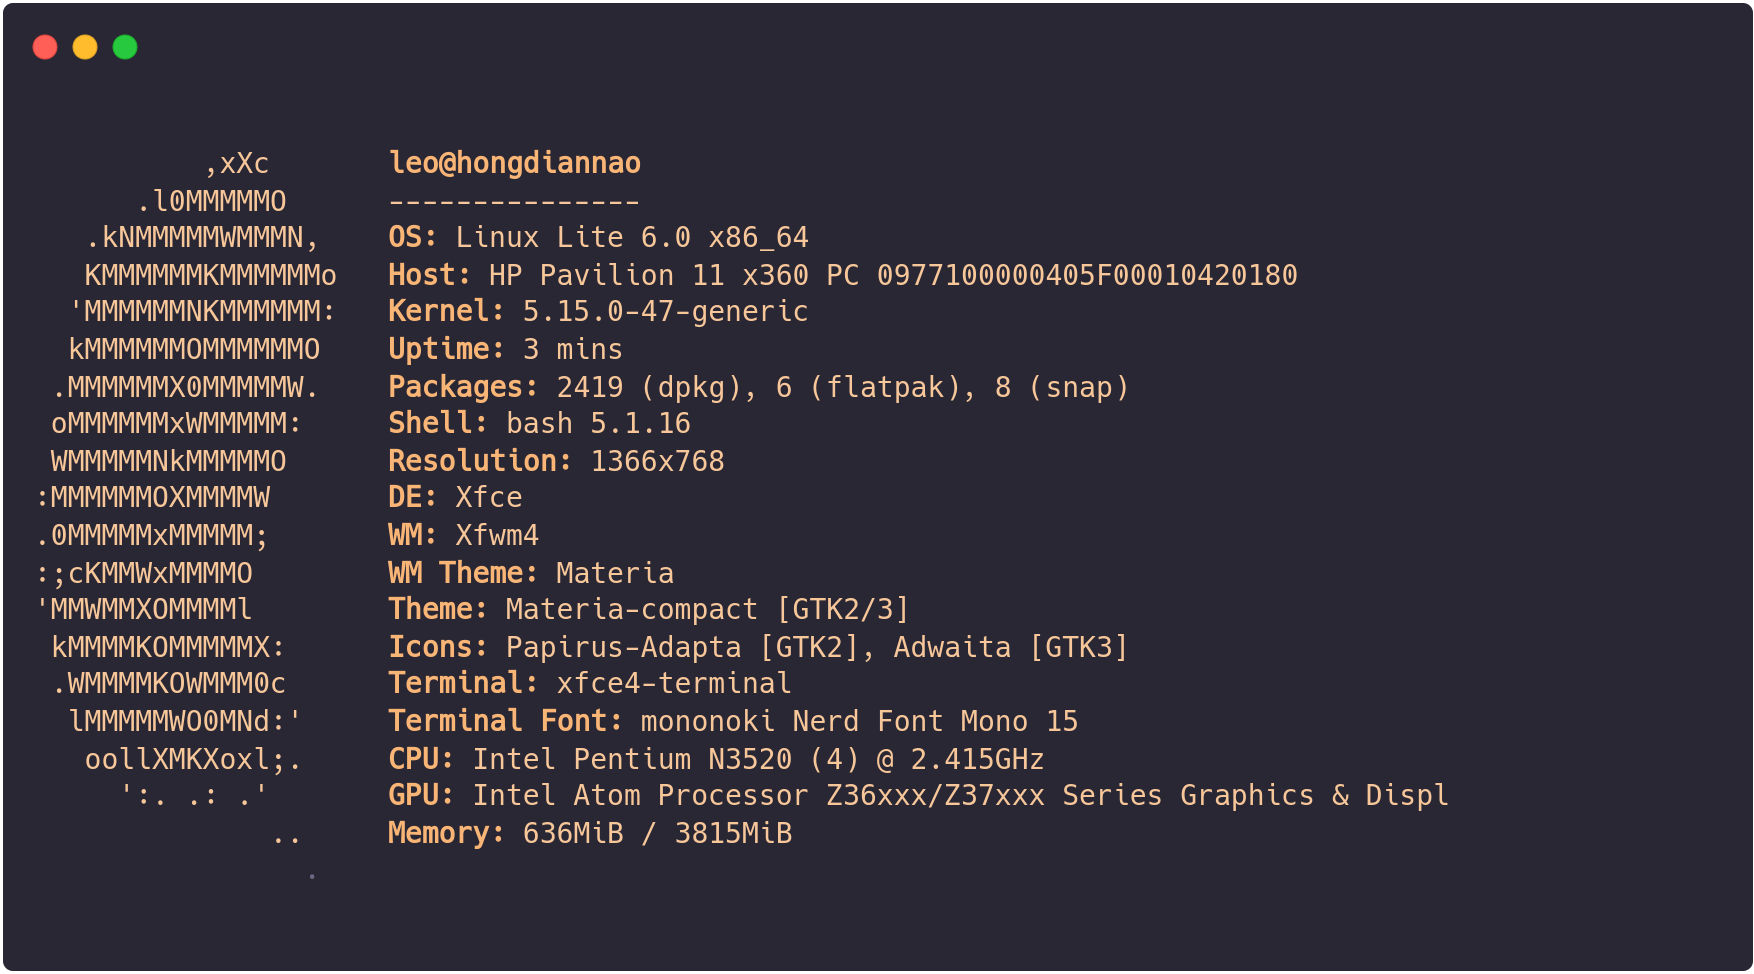 ,xXc       leo@hongdiannao
      .l0MMMMMO      ---------------
   .kNMMMMMWMMMN,    OS: Linux Lite 6.0 x86_64
   KMMMMMMKMMMMMMo   Host: HP Pavilion 11 x360 PC 0977100000405F00010420180
  'MMMMMMNKMMMMMM:   Kernel: 5.15.0-47-generic
  kMMMMMMOMMMMMMO    Uptime: 3 mins
 .MMMMMMX0MMMMMW.    Packages: 2419 (dpkg), 6 (flatpak), 8 (snap)
 oMMMMMMxWMMMMM:     Shell: bash 5.1.16
 WMMMMMNkMMMMMO      Resolution: 1366x768
:MMMMMMOXMMMMW       DE: Xfce
.0MMMMMxMMMMM;       WM: Xfwm4
:;cKMMWxMMMMO        WM Theme: Materia
'MMWMMXOMMMMl        Theme: Materia-compact [GTK2/3]
 kMMMMKOMMMMMX:      Icons: Papirus-Adapta [GTK2], Adwaita [GTK3]
 .WMMMMKOWMMM0c      Terminal: xfce4-terminal
  lMMMMMWO0MNd:'     Terminal Font: mononoki Nerd Font Mono 15
   oollXMKXoxl;.     CPU: Intel Pentium N3520 (4) @ 2.415GHz
     ':. .: .'       GPU: Intel Atom Processor Z36xxx/Z37xxx Series Graphics & Displ
              ..     Memory: 636MiB / 3815MiB
                .